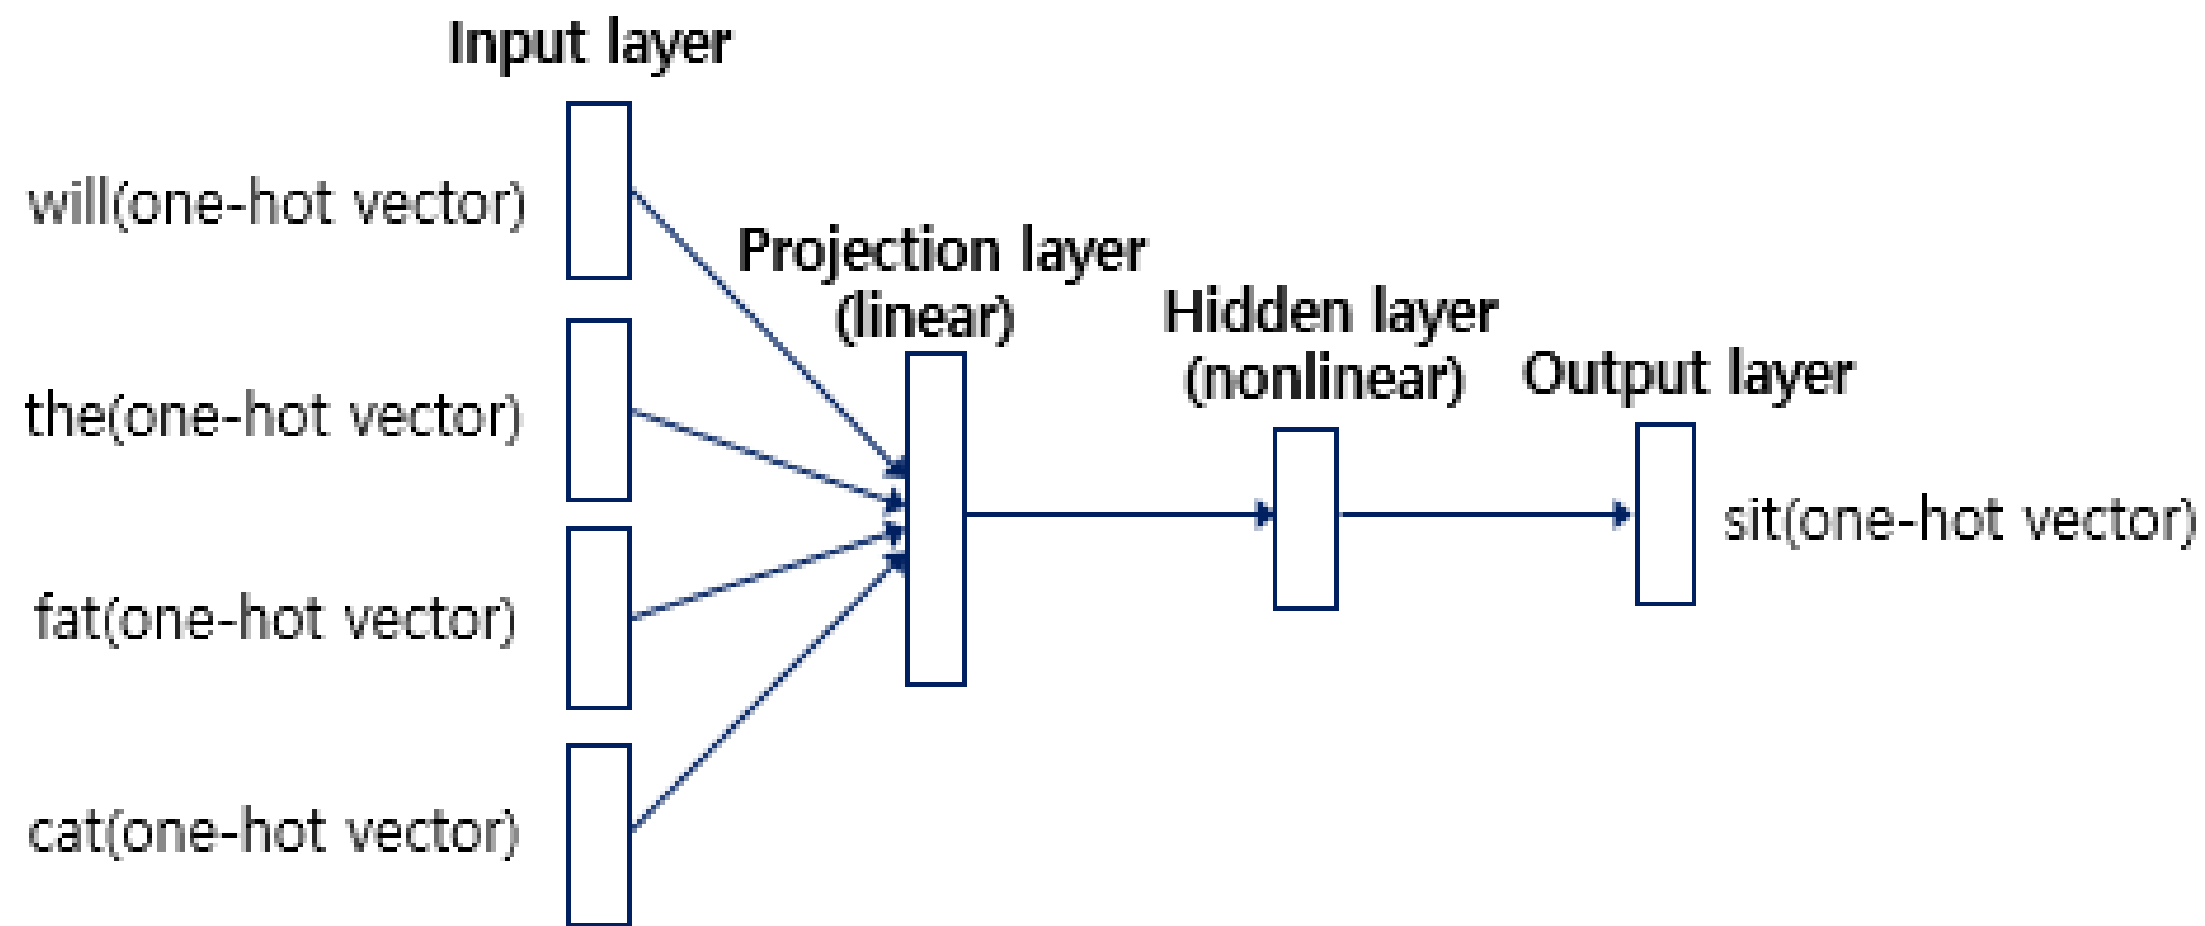 Input layer
will(one-hot vector)
the(one-hot vector)
fat(one-hot vector)
cat(one-hot vector)
Projection layer
(linear)
Hidden layer
(nonlinear)
Output layer
sit(one-hot vector)